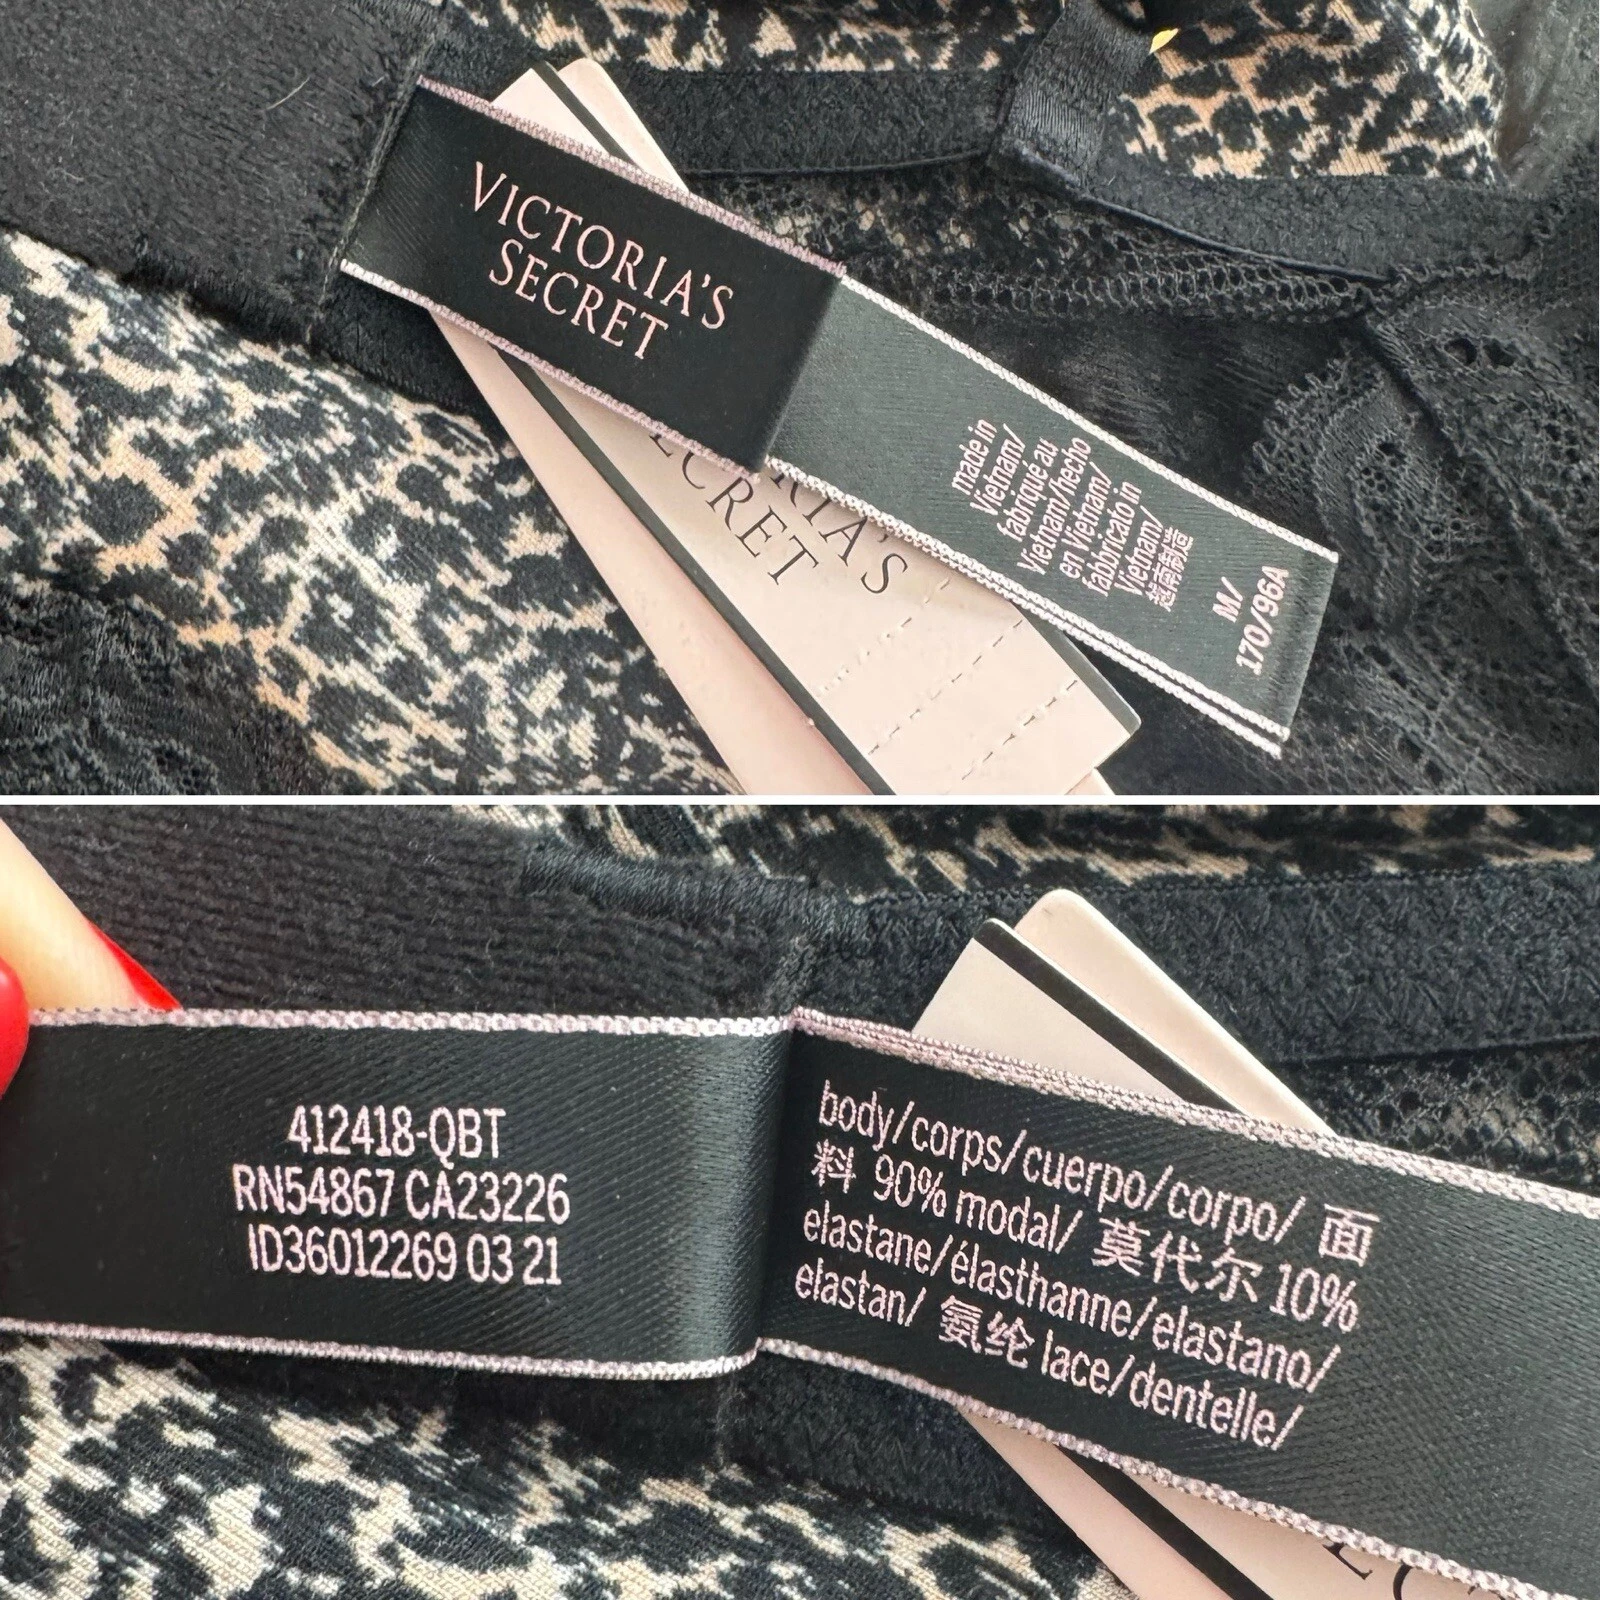 VICTORIA'S
SECRET
RIA'S
CRET
made in
Vietnam/
fabriqué au
Vietnam/hecho
en Vietnam/
fabbricato in
Vietnam/
越南制造
M/
170/96A
412418-QBT
RN54867 CA23226
ID36012269 03 21
body/corps/cuerpo/corpo/ 面
料 90% modal/ 莫代尔 10%
elastane/élasthanne/elastano/
elastan/ 氨纶 lace/dentelle/